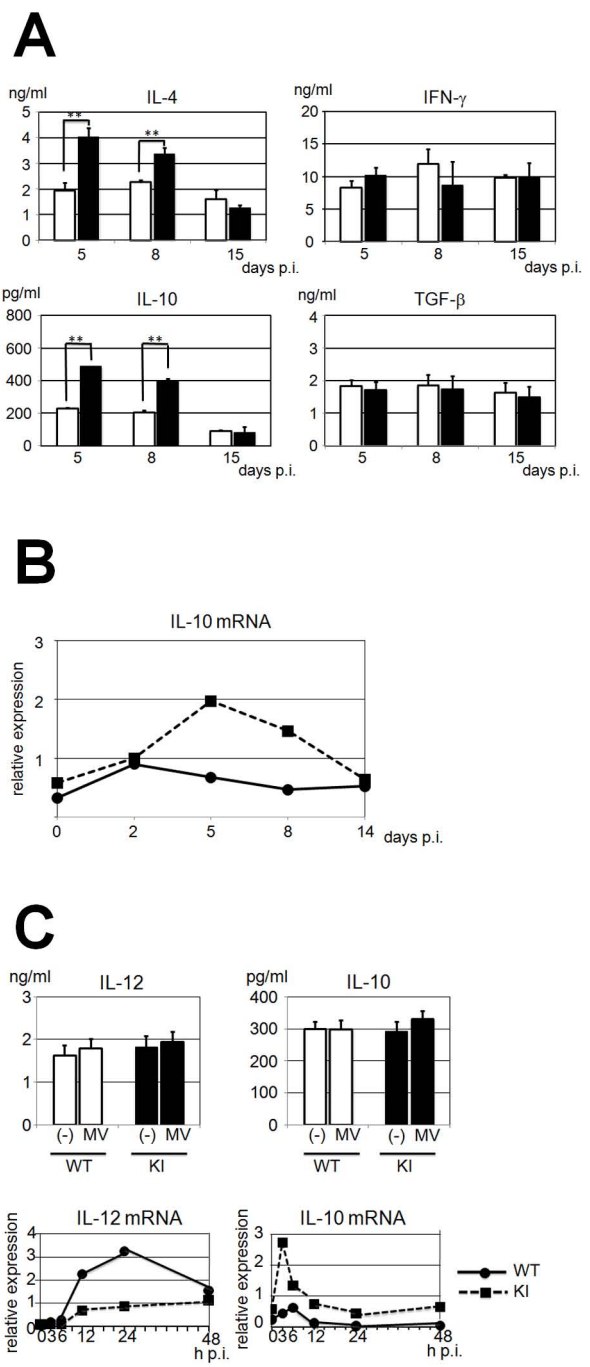 A
ng/ml
IL-4
5
4
3
2
1
0
**
**
5
8
15
days p.i.
ng/ml
IFN-γ
20
15
10
5
0
5
8
15
days p.i.
pg/ml
IL-10
800
600
400
200
0
**
**
5
8
15
days p.i.
ng/ml
TGF-β
4
3
2
1
0
5
8
15
days p.i.
B
IL-10 mRNA
relative expression
3
2
1
0
2
5
8
14
days p.i.
C
ng/ml
IL-12
3
2
1
0
(-) MV
(-) MV
WT
KI
pg/ml
IL-10
400
300
200
100
0
(-) MV
(-) MV
WT
KI
IL-12 mRNA
relative expression
4
3
2
1
0
0 3 6 12 24 48
h p.i.
IL-10 mRNA
relative expression
3
2
1
0
0 3 6 12 24 48
h p.i.
WT
KI